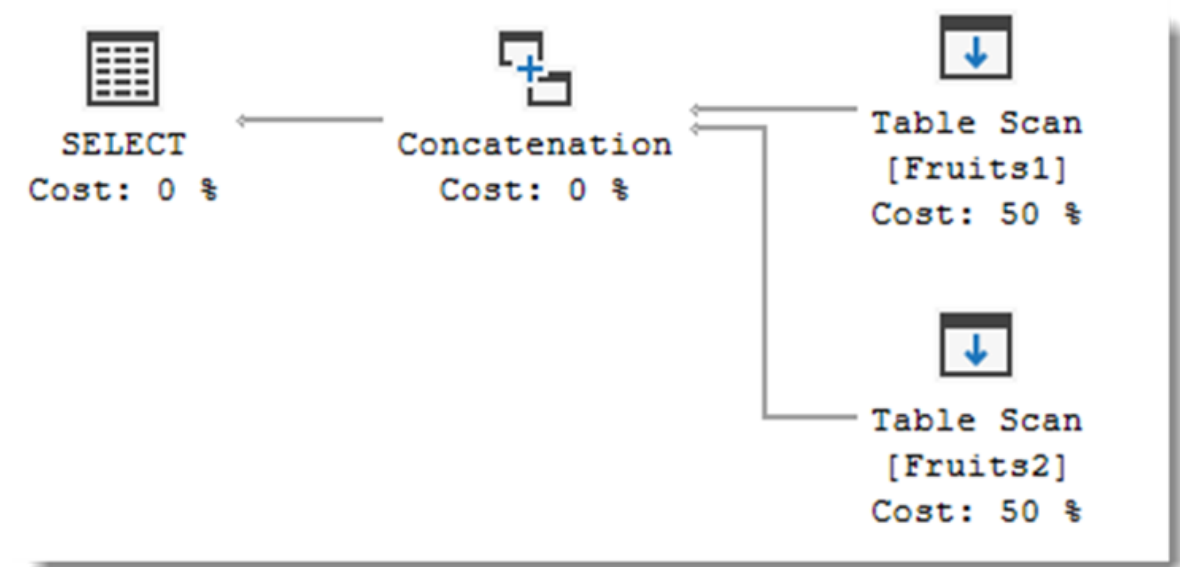 SELECT
Cost: 0 %
Concatenation
Cost: 0 %
Table Scan
[Fruits1]
Cost: 50 %
Table Scan
[Fruits2]
Cost: 50 %